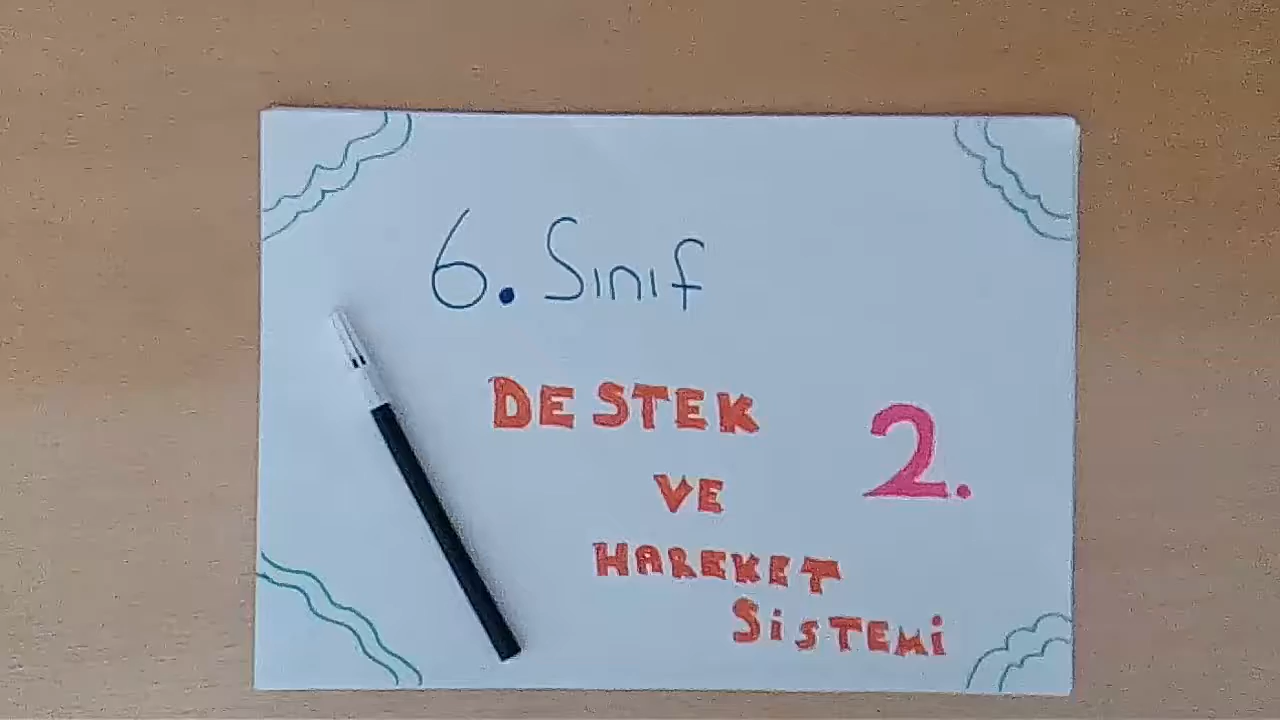 6. Sınıf
DESTEK
VE
2.
HAREKET
SİSTEMİ